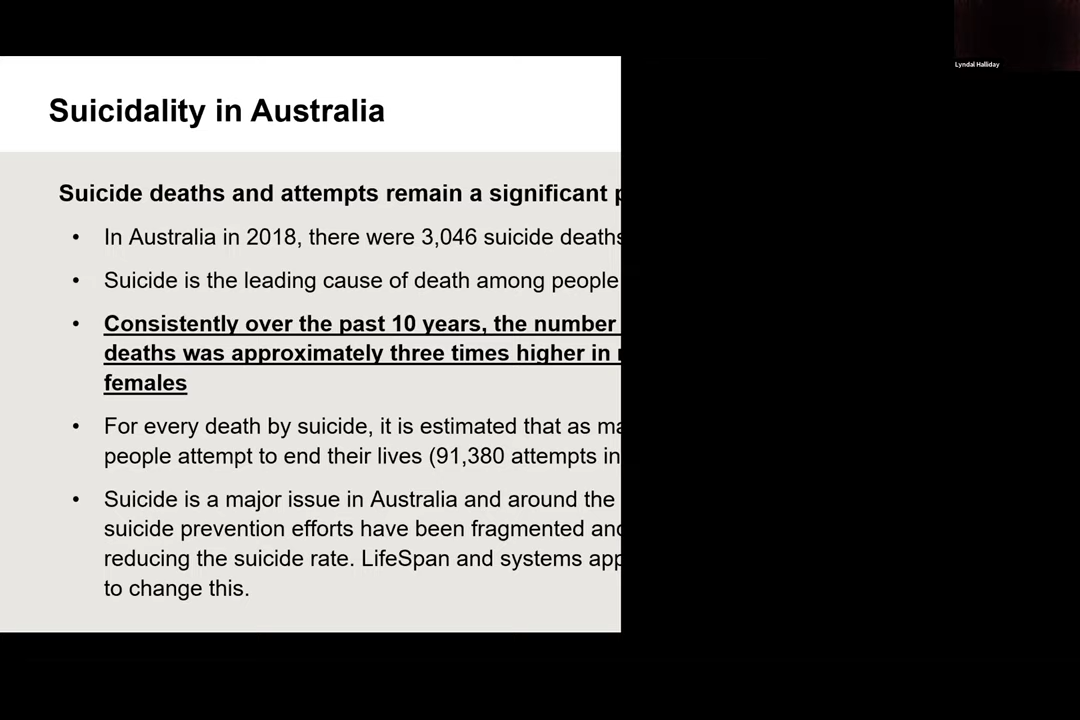 Lyndal Halliday
Suicidality in Australia
Suicide deaths and attempts remain a significant
• In Australia in 2018, there were 3,046 suicide deaths
• Suicide is the leading cause of death among people
• Consistently over the past 10 years, the number
deaths was approximately three times higher in
females
• For every death by suicide, it is estimated that as
people attempt to end their lives (91,380 attempts in
• Suicide is a major issue in Australia and around the
suicide prevention efforts have been fragmented
reducing the suicide rate. LifeSpan and systems
to change this.